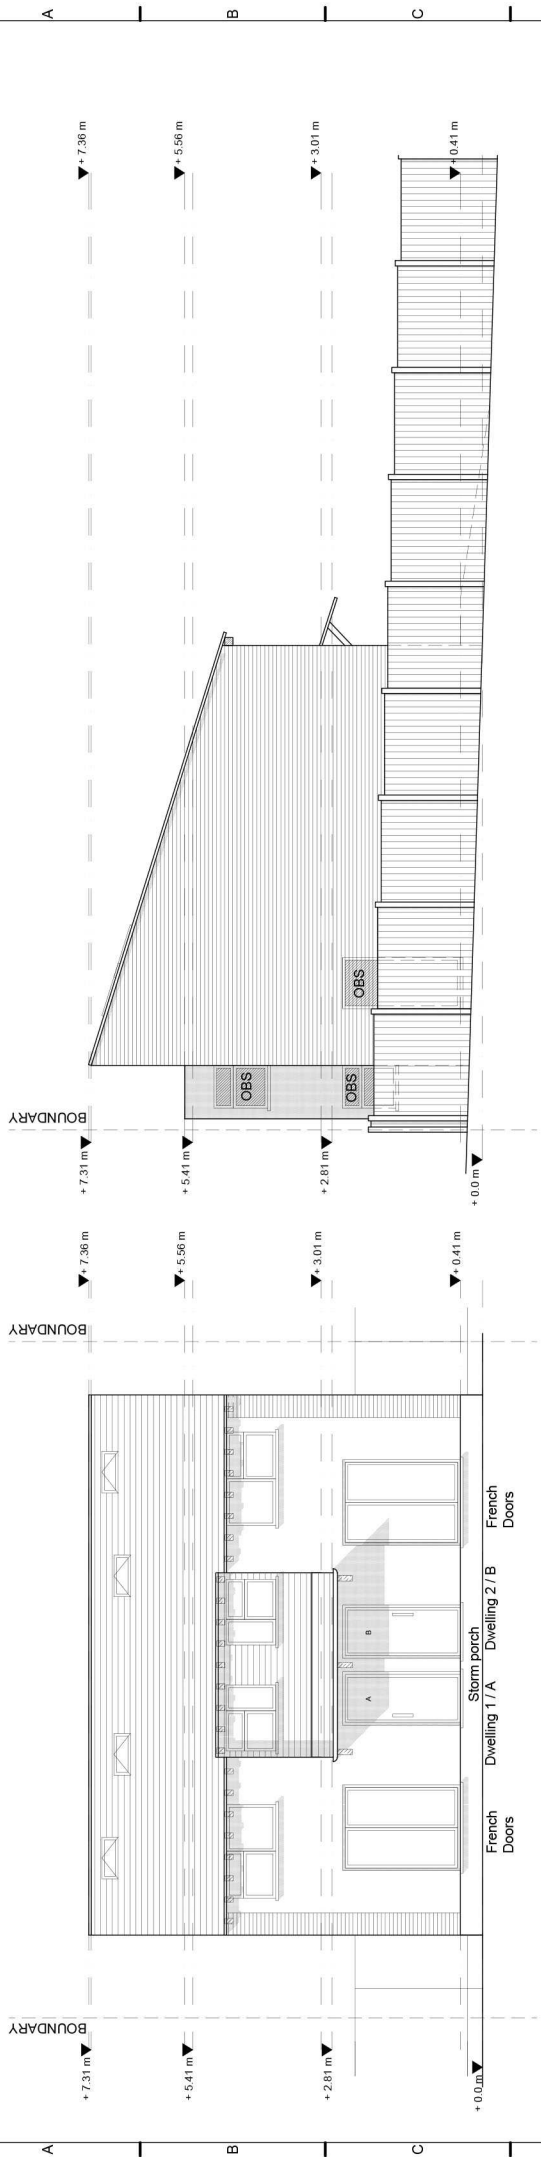 A
B
C
BOUNDARY
+ 7.31 m
+ 5.41 m
+ 2.81 m
+ 0.0 m
BOUNDARY
+ 7.36 m
+ 5.56 m
+ 3.01 m
+ 0.41 m
A
B
French
Doors
Storm porch
Dwelling 1 / A
Dwelling 2 / B
French
Doors
BOUNDARY
+ 7.31 m
+ 5.41 m
+ 2.81 m
+ 0.0 m
OBS
OBS
OBS
+ 7.36 m
+ 5.56 m
+ 3.01 m
+ 0.41 m
A
B
C